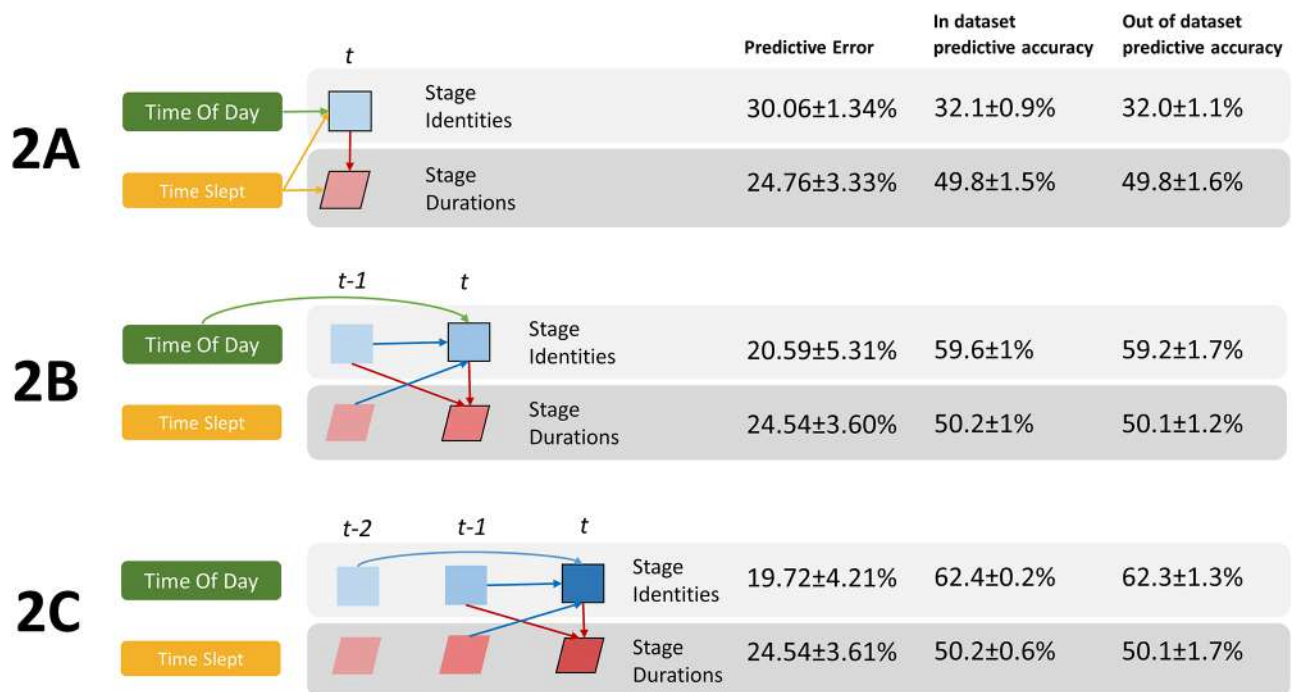 In dataset
Out of dataset
Predictive Error
predictive accuracy
predictive accuracy
t
2A
Time Of Day
Stage
Identities
30.06±1.34%
32.1±0.9%
32.0±1.1%
Time Slept
Stage
Durations
24.76±3.33%
49.8±1.5%
49.8±1.6%
t-1
t
2B
Time Of Day
Stage
Identities
20.59±5.31%
59.6±1%
59.2±1.7%
Time Slept
Stage
Durations
24.54±3.60%
50.2±1%
50.1±1.2%
t-2
t-1
t
2C
Time Of Day
Stage
Identities
19.72±4.21%
62.4±0.2%
62.3±1.3%
Time Slept
Stage
Durations
24.54±3.61%
50.2±0.6%
50.1±1.7%